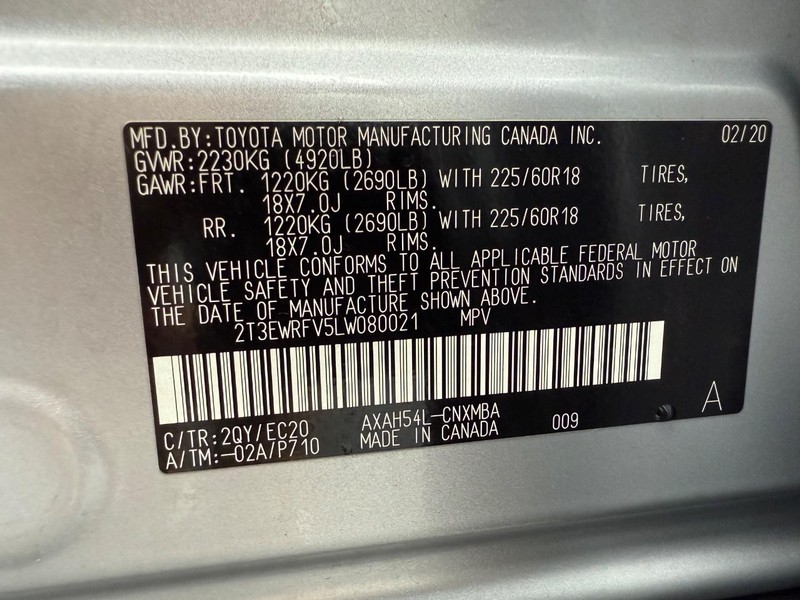 MFD.BY:TOYOTA MOTOR MANUFACTURING CANADA INC. 02/20
GVWR:2230KG (4920LB)
GAWR:FRT. 1220KG (2690LB) WITH 225/60R18 TIRES,
18X7.0J RIMS.
RR. 1220KG (2690LB) WITH 225/60R18 TIRES,
18X7.0J RIMS.
THIS VEHICLE CONFORMS TO ALL APPLICABLE FEDERAL MOTOR
VEHICLE SAFETY AND THEFT PREVENTION STANDARDS IN EFFECT ON
THE DATE OF MANUFACTURE SHOWN ABOVE.
2T3EWRFV5LW080021 MPV
C/TR:2QY/EC20 AXAH54L-CNXMBA 009 A
A/TM:-02A/P710 MADE IN CANADA